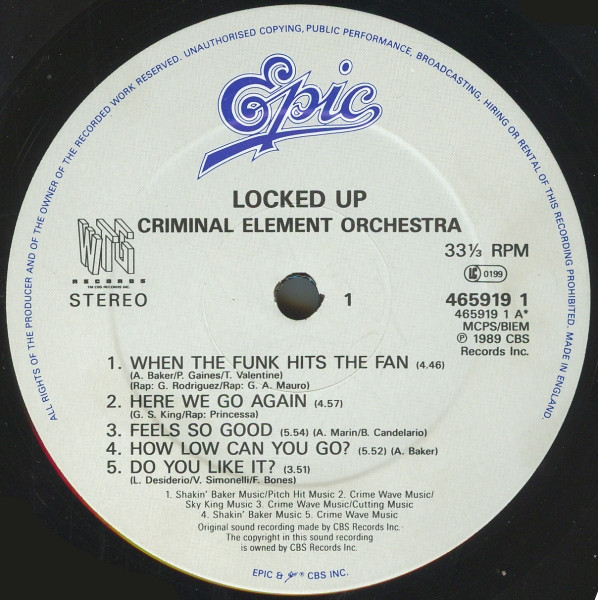 ALL RIGHTS OF THE PRODUCER AND OF THE OWNER OF THE RECORDED WORK RESERVED. UNAUTHORISED COPYING, PUBLIC PERFORMANCE, BROADCASTING, HIRING OR RENTAL OF THIS RECORDING PROHIBITED. MADE IN ENGLAND.
Epic
LOCKED UP
CRIMINAL ELEMENT ORCHESTRA
WTG
RECORDS
TM CBS RECORDS INC.
STEREO
33⅓ RPM
LC 0199
1
465919 1
465919 1 A*
MCPS/BIEM
℗ 1989 CBS
Records Inc.
1. WHEN THE FUNK HITS THE FAN (4.46)
(A. Baker/P. Gaines/T. Valentine)
(Rap: G. Rodriguez/Rap: G. A. Mauro)
2. HERE WE GO AGAIN (4.57)
(G. S. King/Rap: Princessa)
3. FEELS SO GOOD (5.54) (A. Marin/B. Candelario)
4. HOW LOW CAN YOU GO? (5.52) (A. Baker)
5. DO YOU LIKE IT? (3.51)
(L. Desiderio/V. Simonelli/F. Bones)
1. Shakin' Baker Music/Pitch Hit Music 2. Crime Wave Music/
Sky King Music 3. Crime Wave Music/Cutting Music
4. Shakin' Baker Music 5. Crime Wave Music
Original sound recording made by CBS Records Inc.
The copyright in this sound recording
is owned by CBS Records Inc.
EPIC & Epic ® CBS INC.